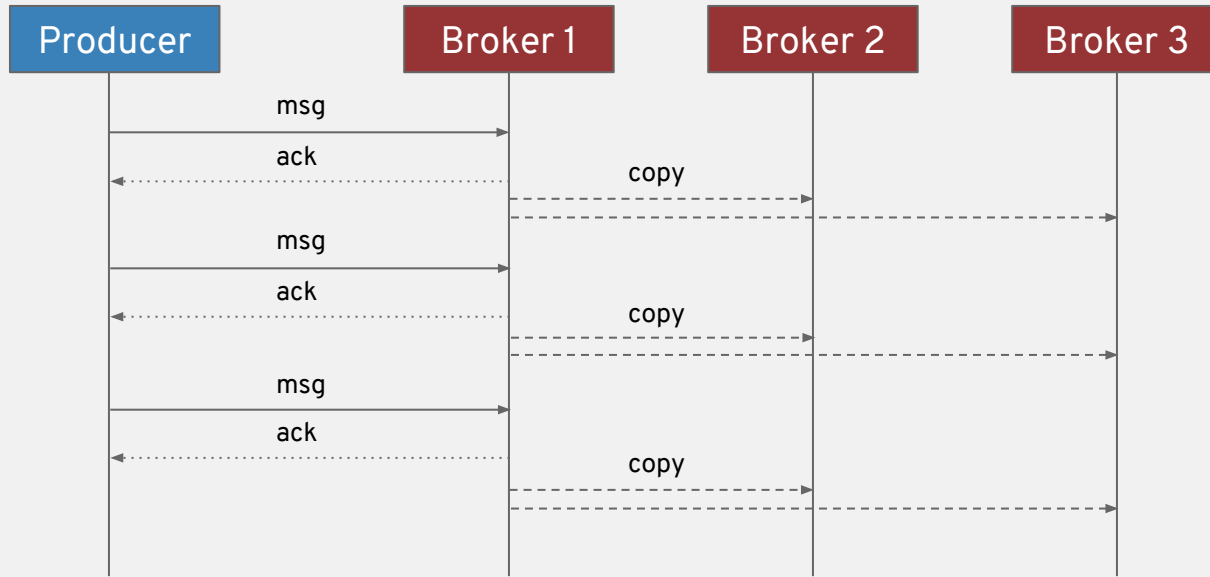 Producer
Broker 1
Broker 2
Broker 3
msg
ack
copy
msg
ack
copy
msg
ack
copy